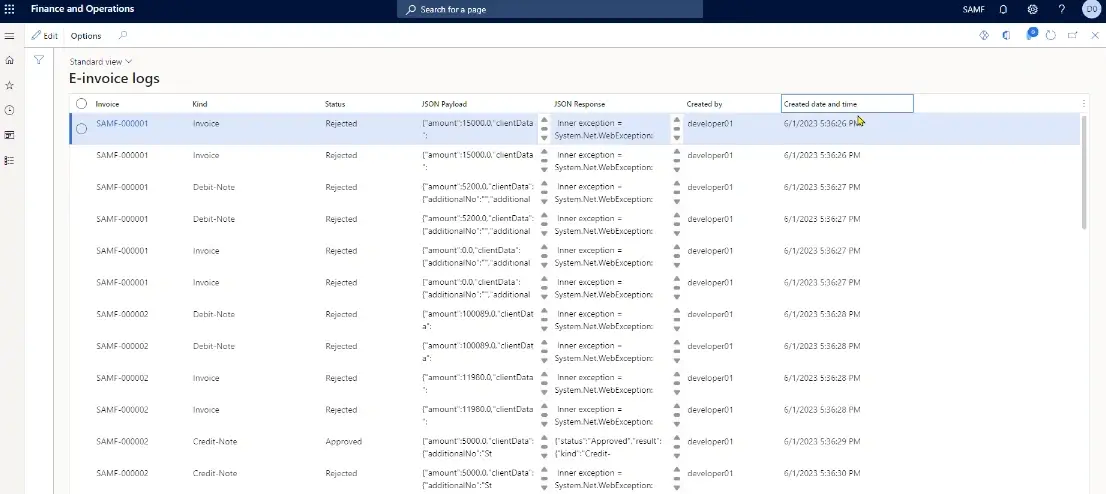 Finance and Operations
Search for a page
SAMF
DO
Edit
Options
Standard view
E-invoice logs
Invoice Kind Status JSON Payload JSON Response Created by Created date and time
SAMF-000001 Invoice Rejected {"amount":15000.0,"clientData Inner exception = developer01 6/1/2023 5:36:26 PM
": System.Net.WebException:
SAMF-000001 Invoice Rejected {"amount":15000.0,"clientData Inner exception = developer01 6/1/2023 5:36:26 PM
": System.Net.WebException:
SAMF-000001 Debit-Note Rejected {"amount":5200.0,"clientData": Inner exception = developer01 6/1/2023 5:36:27 PM
{"additionalNo":"","additional System.Net.WebException:
SAMF-000001 Debit-Note Rejected {"amount":5200.0,"clientData": Inner exception = developer01 6/1/2023 5:36:27 PM
{"additionalNo":"","additional System.Net.WebException:
SAMF-000001 Invoice Rejected {"amount":0.0,"clientData": Inner exception = developer01 6/1/2023 5:36:27 PM
{"additionalNo":"","additional System.Net.WebException:
SAMF-000001 Invoice Rejected {"amount":0.0,"clientData": Inner exception = developer01 6/1/2023 5:36:27 PM
{"additionalNo":"","additional System.Net.WebException:
SAMF-000002 Debit-Note Rejected {"amount":100089.0,"clientDat Inner exception = developer01 6/1/2023 5:36:28 PM
a": System.Net.WebException:
SAMF-000002 Debit-Note Rejected {"amount":100089.0,"clientDat Inner exception = developer01 6/1/2023 5:36:28 PM
a": System.Net.WebException:
SAMF-000002 Invoice Rejected {"amount":11980.0,"clientData Inner exception = developer01 6/1/2023 5:36:28 PM
": System.Net.WebException:
SAMF-000002 Invoice Rejected {"amount":11980.0,"clientData Inner exception = developer01 6/1/2023 5:36:28 PM
": System.Net.WebException:
SAMF-000002 Credit-Note Approved {"amount":5000.0,"clientData": {"status":"Approved","result": developer01 6/1/2023 5:36:29 PM
{"additionalNo":"St {"kind":"Credit-
SAMF-000002 Credit-Note Rejected {"amount":5000.0,"clientData": Inner exception = developer01 6/1/2023 5:36:30 PM
{"additionalNo":"St System.Net.WebException: